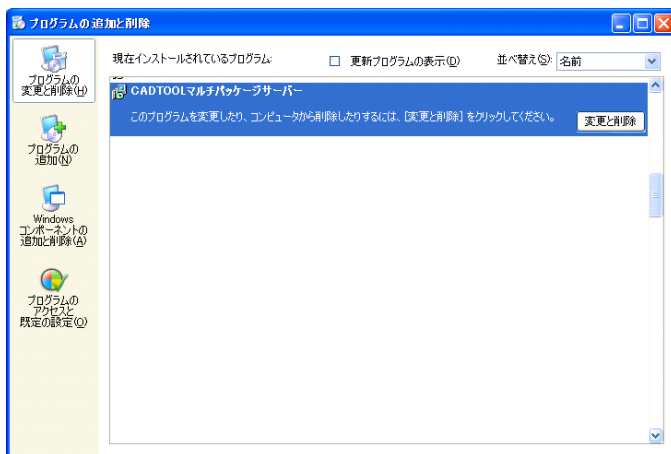 プログラムの追加と削除
プログラムの
変更と削除(H)
現在インストールされているプログラム:
更新プログラムの表示(D)
並べ替え(S):
名前
CADTOOLマルチパッケージサーバー
このプログラムを変更したり、コンピュータから削除したりするには、[変更と削除] をクリックしてください。
変更と削除
プログラムの
追加(N)
Windows
コンポーネントの
追加と削除(A)
プログラムの
アクセスと
既定の設定(O)